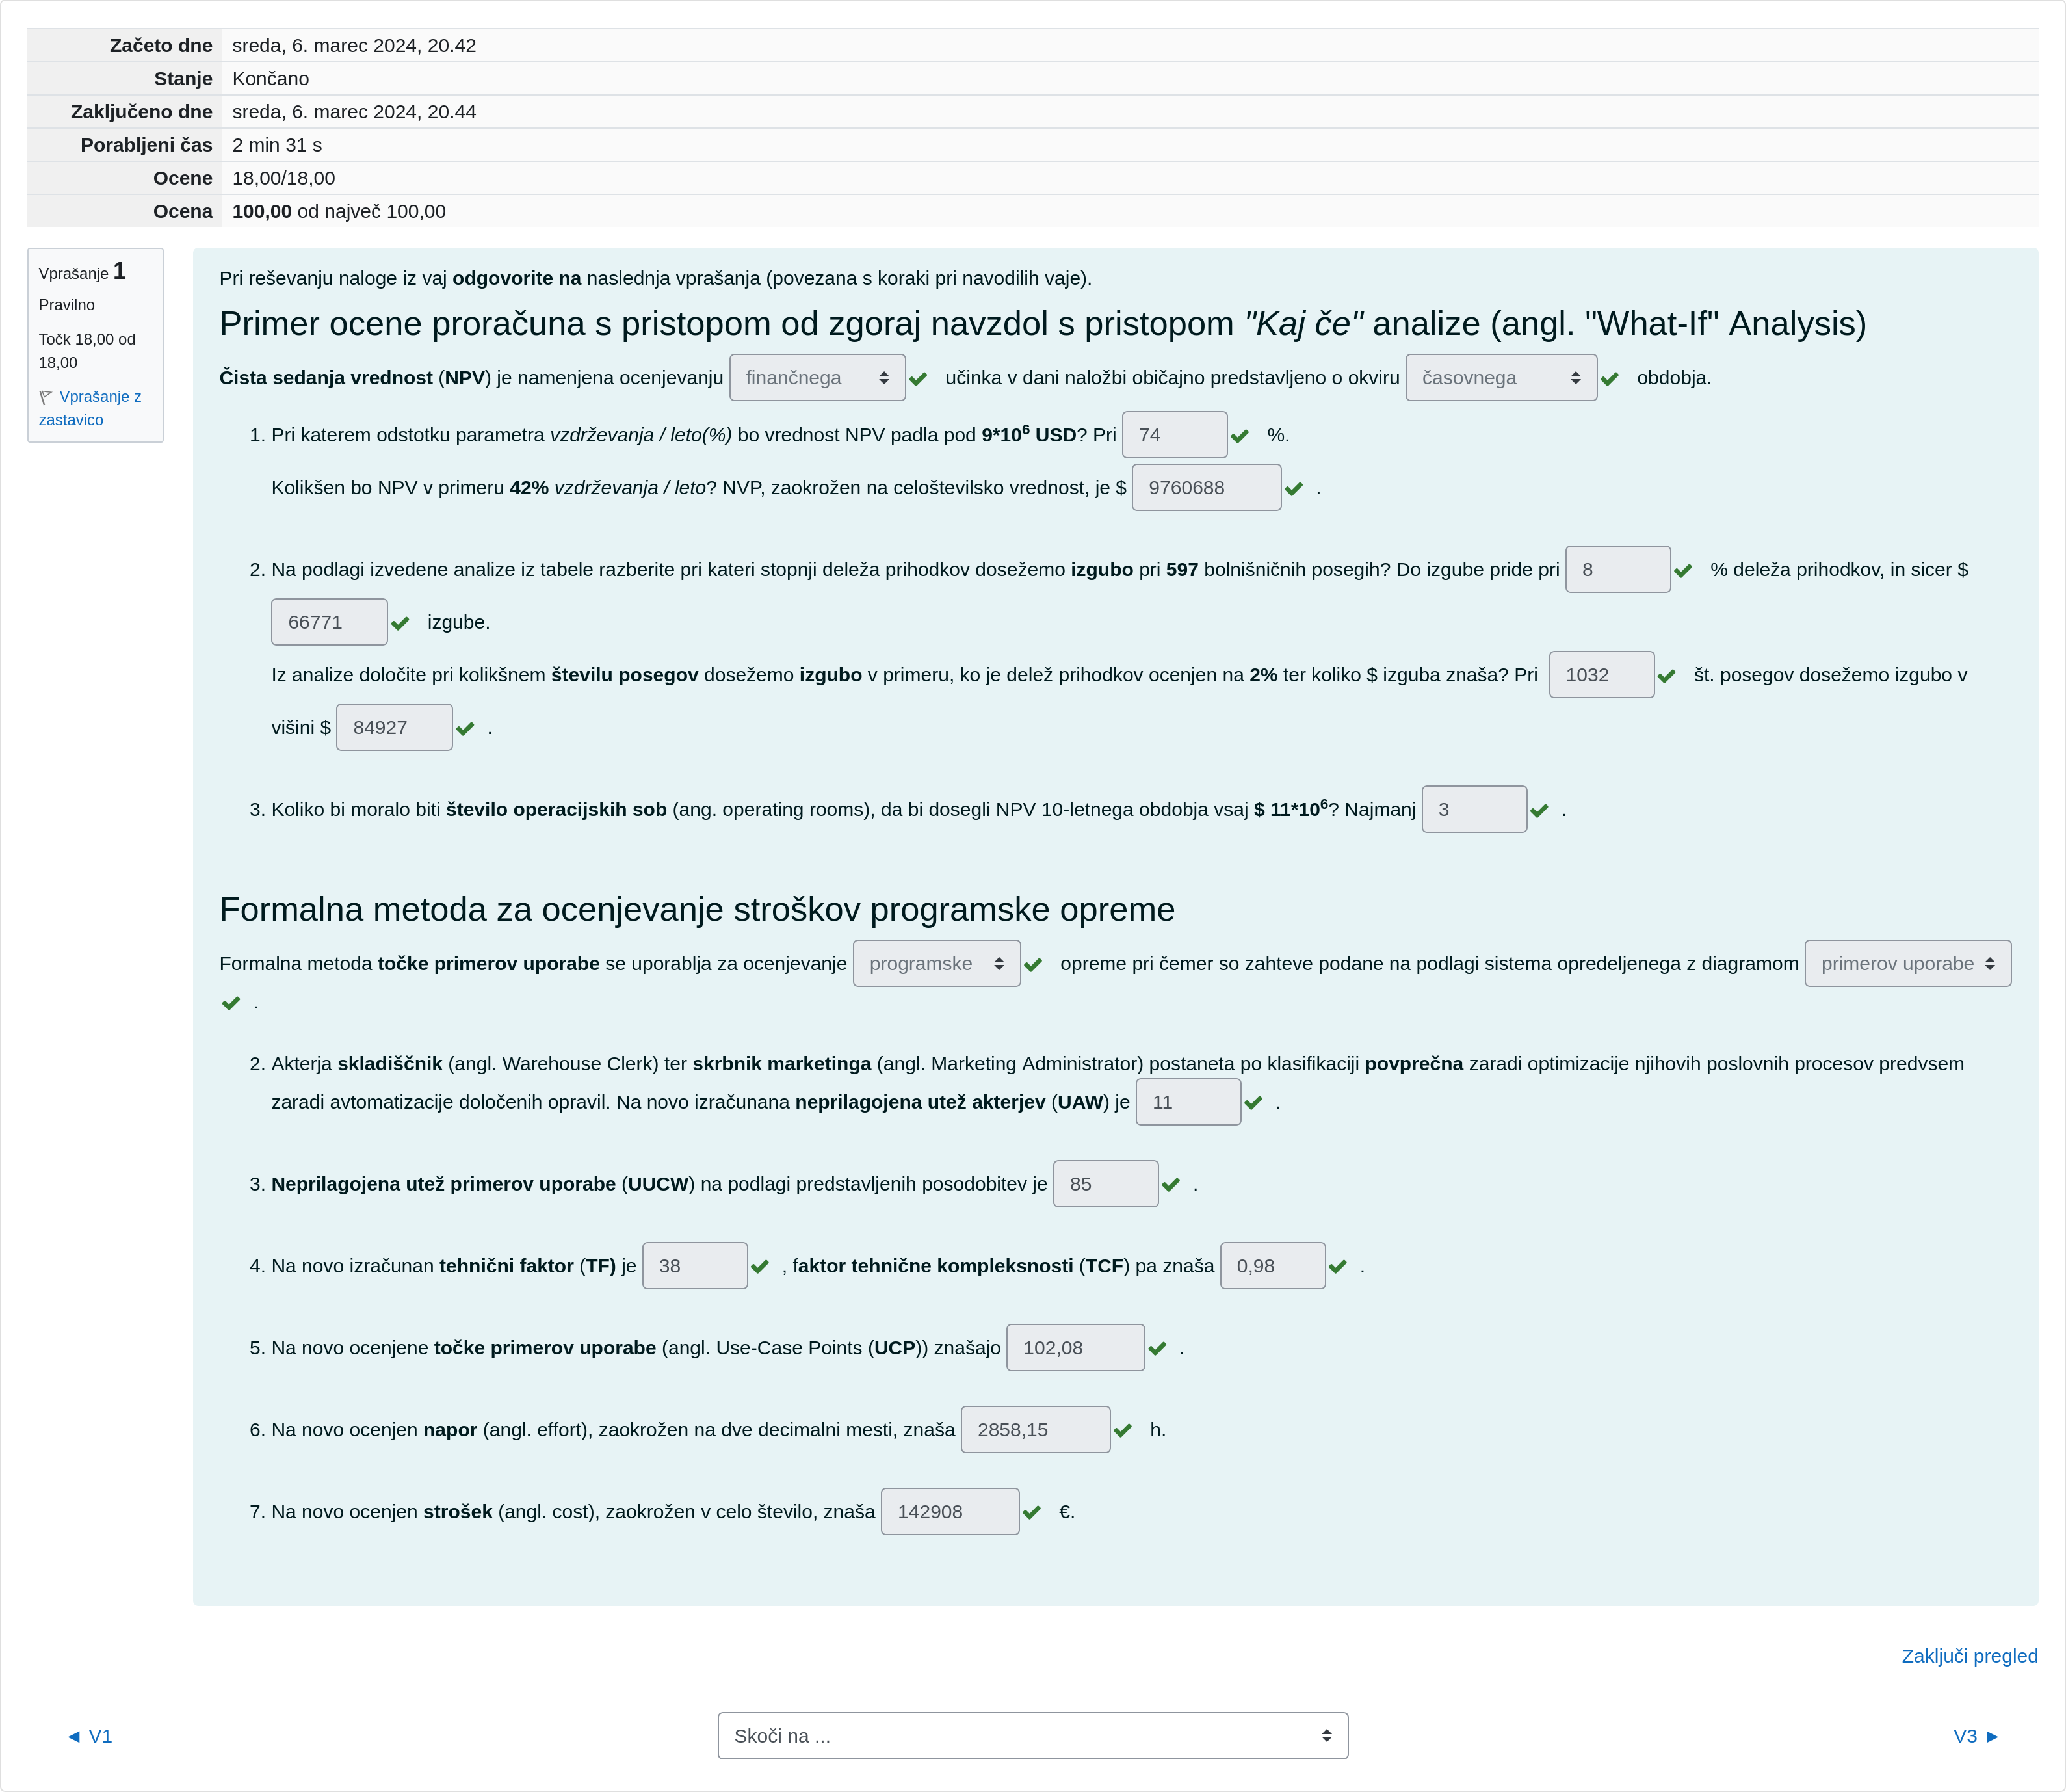 Začeto dne sreda, 6. marec 2024, 20.42
Stanje Končano
Zaključeno dne sreda, 6. marec 2024, 20.44
Porabljeni čas 2 min 31 s
Ocene 18,00/18,00
Ocena 100,00 od največ 100,00
Vprašanje 1
Pravilno
Točk 18,00 od
18,00
Vprašanje z
zastavico
Pri reševanju naloge iz vaj odgovorite na naslednja vprašanja (povezana s koraki pri navodilih vaje).
Primer ocene proračuna s pristopom od zgoraj navzdol s pristopom "Kaj če" analize (angl. "What-If" Analysis)
Čista sedanja vrednost (NPV) je namenjena ocenjevanju finančnega učinka v dani naložbi običajno predstavljeno o okviru časovnega obdobja.
1. Pri katerem odstotku parametra vzdrževanja / leto(%) bo vrednost NPV padla pod 9*10⁶ USD? Pri 74 %.
Kolikšen bo NPV v primeru 42% vzdrževanja / leto? NVP, zaokrožen na celoštevilsko vrednost, je $ 9760688 .
2. Na podlagi izvedene analize iz tabele razberite pri kateri stopnji deleža prihodkov dosežemo izgubo pri 597 bolnišničnih posegih? Do izgube pride pri 8 % deleža prihodkov, in sicer $
66771 izgube.
Iz analize določite pri kolikšnem številu posegov dosežemo izgubo v primeru, ko je delež prihodkov ocenjen na 2% ter koliko $ izguba znaša? Pri 1032 št. posegov dosežemo izgubo v
višini $ 84927 .
3. Koliko bi moralo biti število operacijskih sob (ang. operating rooms), da bi dosegli NPV 10-letnega obdobja vsaj $ 11*10⁶? Najmanj 3 .
Formalna metoda za ocenjevanje stroškov programske opreme
Formalna metoda točke primerov uporabe se uporablja za ocenjevanje programske opreme pri čemer so zahteve podane na podlagi sistema opredeljenega z diagramom primerov uporabe
.
2. Akterja skladiščnik (angl. Warehouse Clerk) ter skrbnik marketinga (angl. Marketing Administrator) postaneta po klasifikaciji povprečna zaradi optimizacije njihovih poslovnih procesov predvsem
zaradi avtomatizacije določenih opravil. Na novo izračunana neprilagojena utež akterjev (UAW) je 11 .
3. Neprilagojena utež primerov uporabe (UUCW) na podlagi predstavljenih posodobitev je 85 .
4. Na novo izračunan tehnični faktor (TF) je 38 , faktor tehnične kompleksnosti (TCF) pa znaša 0,98 .
5. Na novo ocenjene točke primerov uporabe (angl. Use-Case Points (UCP)) znašajo 102,08 .
6. Na novo ocenjen napor (angl. effort), zaokrožen na dve decimalni mesti, znaša 2858,15 h.
7. Na novo ocenjen strošek (angl. cost), zaokrožen v celo število, znaša 142908 €.
Zaključi pregled
◄ V1
Skoči na ...
V3 ►